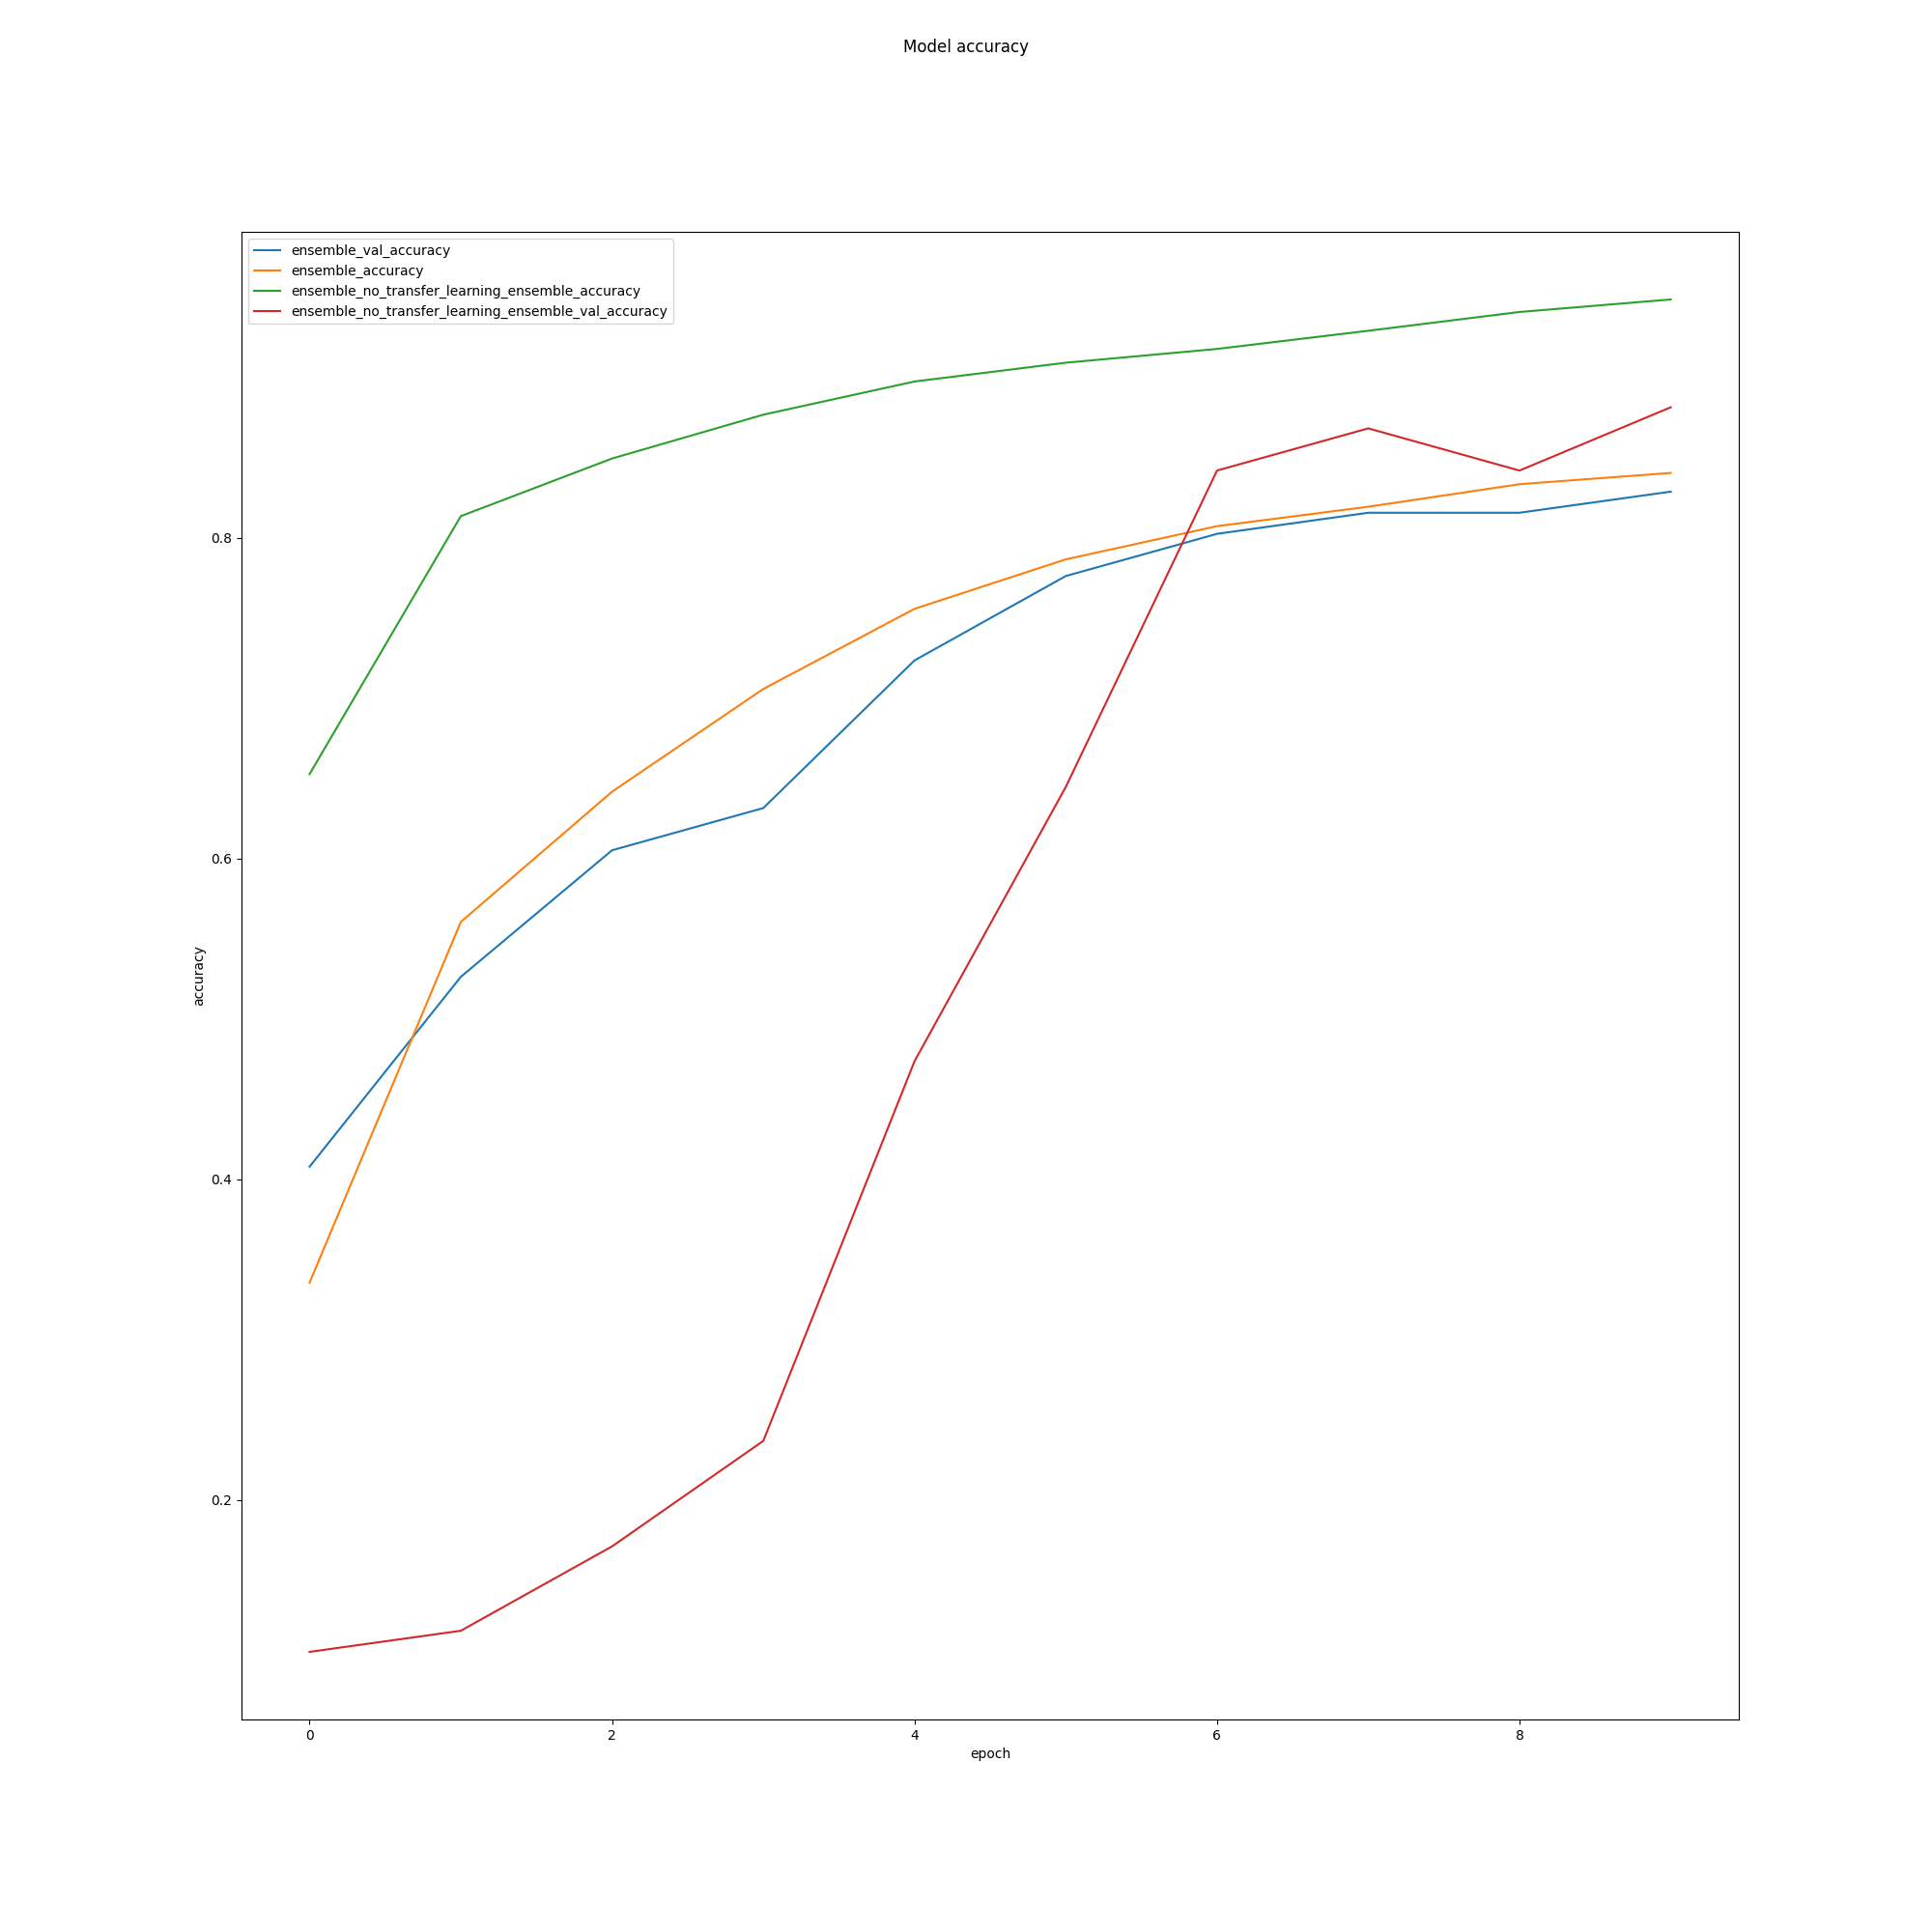 Model accuracy
ensemble_val_accuracy
ensemble_accuracy
ensemble_no_transfer_learning_ensemble_accuracy
ensemble_no_transfer_learning_ensemble_val_accuracy
0.8
0.6
accuracy
0.4
0.2
0 2 4 6 8
epoch